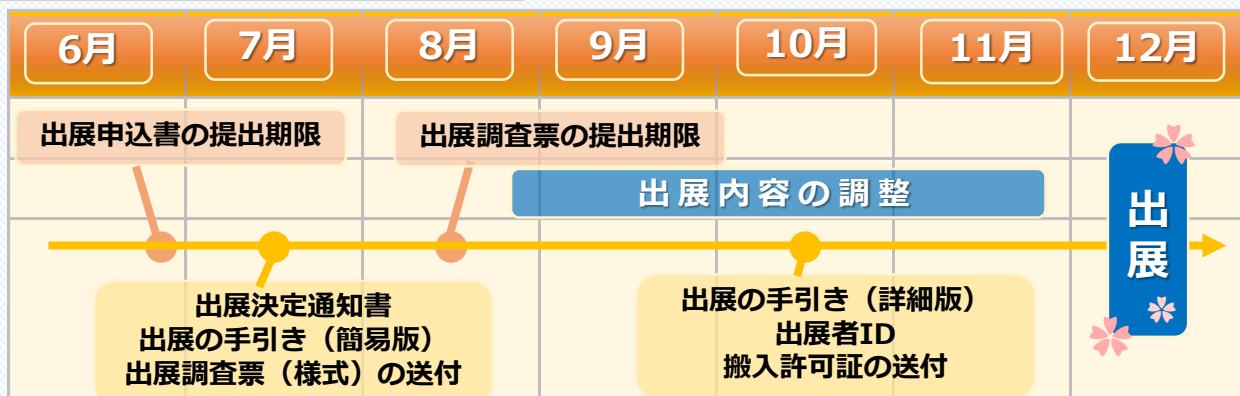 6月
7月
8月
9月
10月
11月
12月
出展申込書の提出期限
出展調査票の提出期限
出展内容の調整
出展
出展決定通知書
出展の手引き（簡易版）
出展調査票（様式）の送付
出展の手引き（詳細版）
出展者ID
搬入許可証の送付